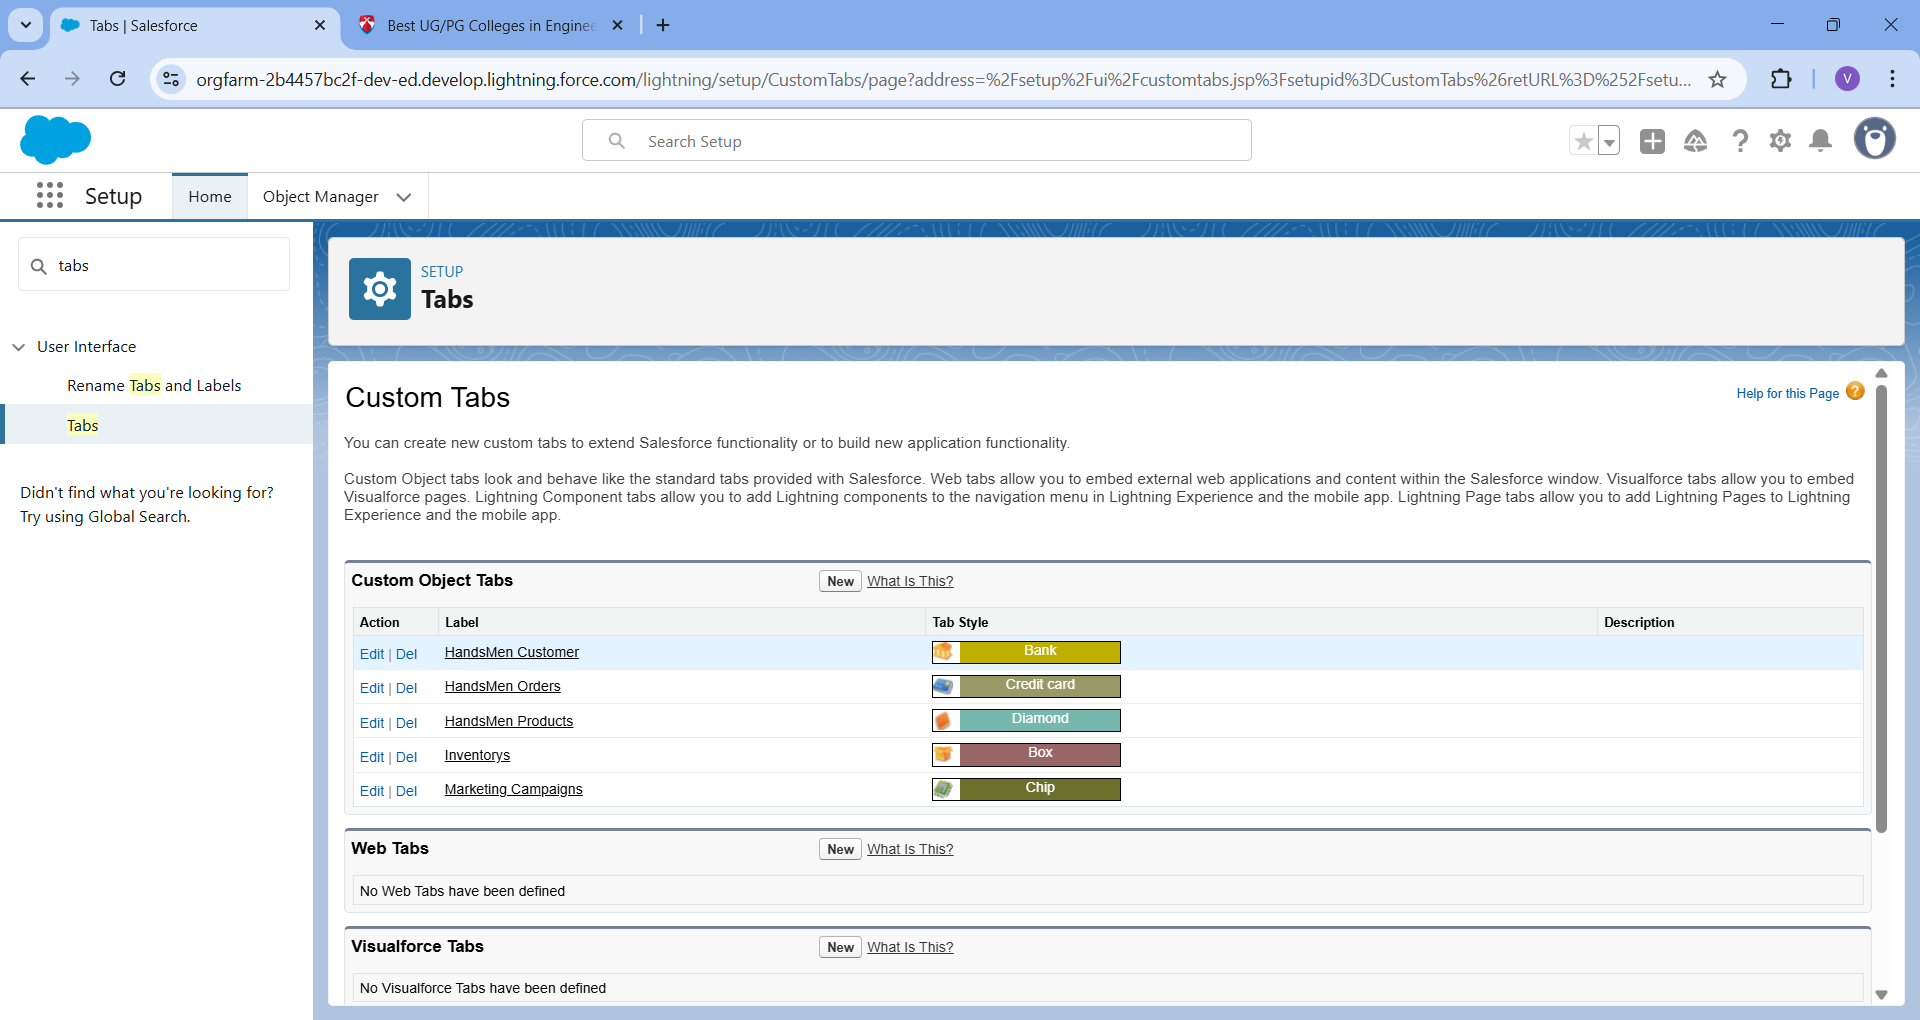 Tabs | Salesforce
Best UG/PG Colleges in Enginee
orgfarm-2b4457bc2f-dev-ed.develop.lightning.force.com/lightning/setup/CustomTabs/page?address=%2Fsetup%2Fui%2Fcustomtabs.jsp%3Fsetupid%3DCustomTabs%26retURL%3D%252Fsetu...
V
Search Setup
Setup
Home
Object Manager
tabs
User Interface
Rename Tabs and Labels
Tabs
Didn't find what you're looking for?
Try using Global Search.
SETUP
Tabs
Custom Tabs
Help for this Page
You can create new custom tabs to extend Salesforce functionality or to build new application functionality.
Custom Object tabs look and behave like the standard tabs provided with Salesforce. Web tabs allow you to embed external web applications and content within the Salesforce window. Visualforce tabs allow you to embed
Visualforce pages. Lightning Component tabs allow you to add Lightning components to the navigation menu in Lightning Experience and the mobile app. Lightning Page tabs allow you to add Lightning Pages to Lightning
Experience and the mobile app.
Custom Object Tabs New What Is This?
Action Label Tab Style Description
Edit | Del HandsMen Customer Bank
Edit | Del HandsMen Orders Credit card
Edit | Del HandsMen Products Diamond
Edit | Del Inventorys Box
Edit | Del Marketing Campaigns Chip
Web Tabs New What Is This?
No Web Tabs have been defined
Visualforce Tabs New What Is This?
No Visualforce Tabs have been defined